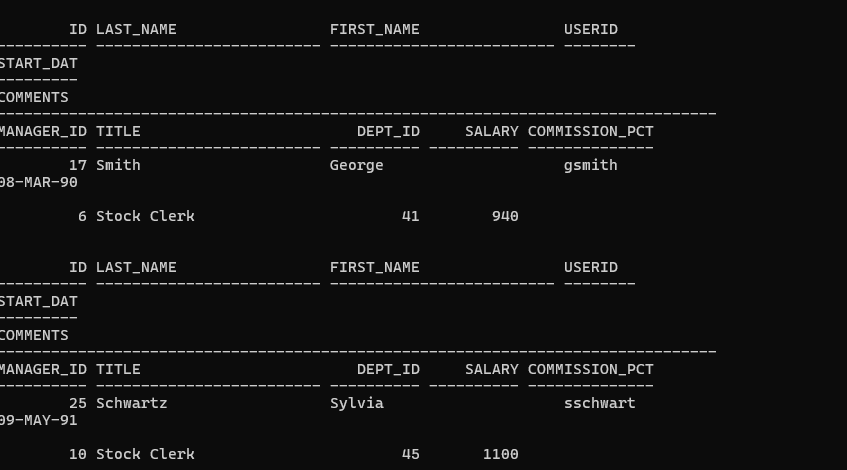 ID LAST_NAME FIRST_NAME USERID
---------- ------------------------- ------------------------- --------
START_DAT
---------
COMMENTS
--------------------------------------------------------------------------------
MANAGER_ID TITLE DEPT_ID SALARY COMMISSION_PCT
---------- ------------------------- ---------- ---------- --------------
17 Smith George gsmith
08-MAR-90
6 Stock Clerk 41 940
ID LAST_NAME FIRST_NAME USERID
---------- ------------------------- ------------------------- --------
START_DAT
---------
COMMENTS
--------------------------------------------------------------------------------
MANAGER_ID TITLE DEPT_ID SALARY COMMISSION_PCT
---------- ------------------------- ---------- ---------- --------------
25 Schwartz Sylvia sschwart
09-MAY-91
10 Stock Clerk 45 1100